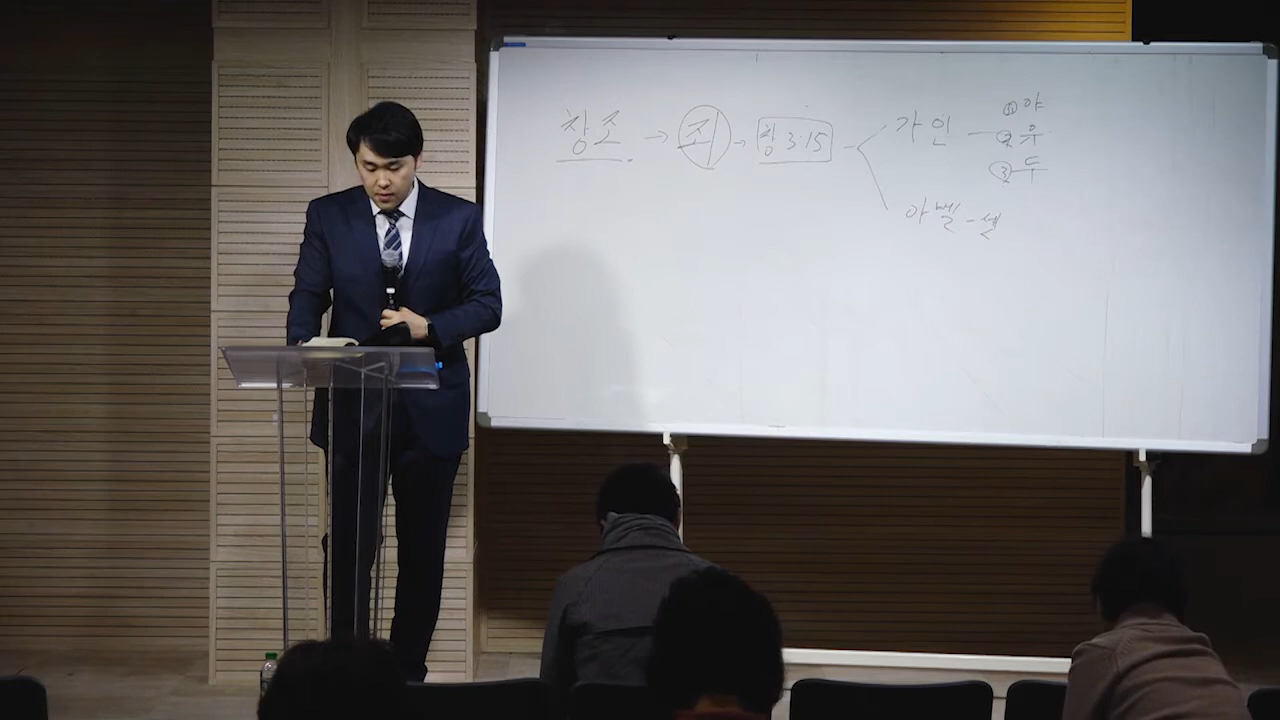 창조 → 죄 → 창 3:15
가인 - ① 야
② 유
③ 두
아벨 - 셋